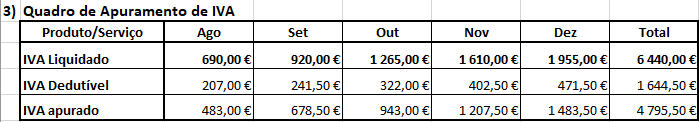 3) Quadro de Apuramento de IVA
Produto/Serviço Ago Set Out Nov Dez Total
IVA Liquidado 690,00 € 920,00 € 1 265,00 € 1 610,00 € 1 955,00 € 6 440,00 €
IVA Dedutível 207,00 € 241,50 € 322,00 € 402,50 € 471,50 € 1 644,50 €
IVA apurado 483,00 € 678,50 € 943,00 € 1 207,50 € 1 483,50 € 4 795,50 €